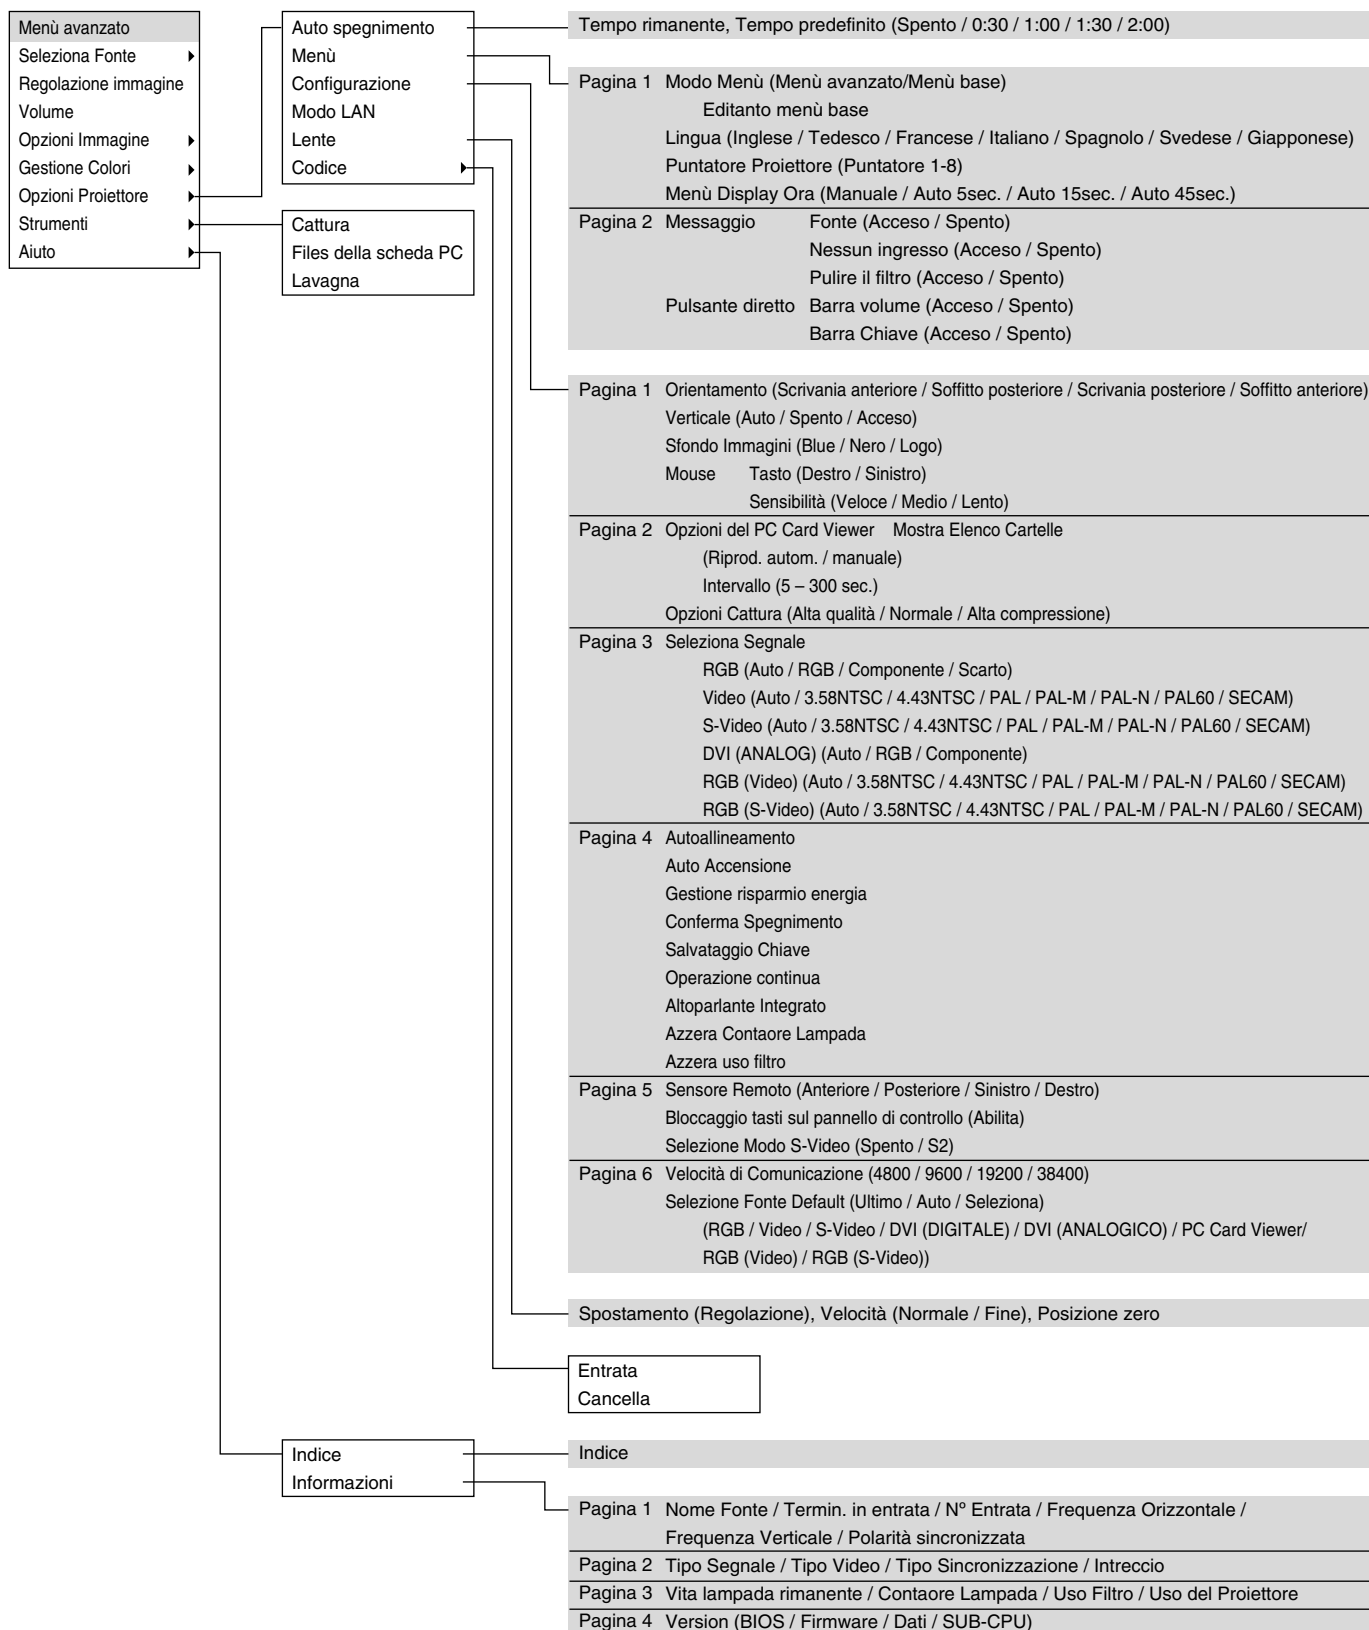 Menù avanzato
Seleziona Fonte
Regolazione immagine
Volume
Opzioni Immagine
Gestione Colori
Opzioni Proiettore
Strumenti
Aiuto
Auto spegnimento
Menù
Configurazione
Modo LAN
Lente
Codice
Cattura
Files della scheda PC
Lavagna
Tempo rimanente, Tempo predefinito (Spento / 0:30 / 1:00 / 1:30 / 2:00)
Pagina 1 Modo Menù (Menù avanzato/Menù base)
Editanto menù base
Lingua (Inglese / Tedesco / Francese / Italiano / Spagnolo / Svedese / Giapponese)
Puntatore Proiettore (Puntatore 1-8)
Menù Display Ora (Manuale / Auto 5sec. / Auto 15sec. / Auto 45sec.)
Pagina 2 Messaggio Fonte (Acceso / Spento)
Nessun ingresso (Acceso / Spento)
Pulire il filtro (Acceso / Spento)
Pulsante diretto Barra volume (Acceso / Spento)
Barra Chiave (Acceso / Spento)
Pagina 1 Orientamento (Scrivania anteriore / Soffitto posteriore / Scrivania posteriore / Soffitto anteriore)
Verticale (Auto / Spento / Acceso)
Sfondo Immagini (Blue / Nero / Logo)
Mouse Tasto (Destro / Sinistro)
Sensibilità (Veloce / Medio / Lento)
Pagina 2 Opzioni del PC Card Viewer Mostra Elenco Cartelle
(Riprod. autom. / manuale)
Intervallo (5 – 300 sec.)
Opzioni Cattura (Alta qualità / Normale / Alta compressione)
Pagina 3 Seleziona Segnale
RGB (Auto / RGB / Componente / Scarto)
Video (Auto / 3.58NTSC / 4.43NTSC / PAL / PAL-M / PAL-N / PAL60 / SECAM)
S-Video (Auto / 3.58NTSC / 4.43NTSC / PAL / PAL-M / PAL-N / PAL60 / SECAM)
DVI (ANALOG) (Auto / RGB / Componente)
RGB (Video) (Auto / 3.58NTSC / 4.43NTSC / PAL / PAL-M / PAL-N / PAL60 / SECAM)
RGB (S-Video) (Auto / 3.58NTSC / 4.43NTSC / PAL / PAL-M / PAL-N / PAL60 / SECAM)
Pagina 4 Autoallineamento
Auto Accensione
Gestione risparmio energia
Conferma Spegnimento
Salvataggio Chiave
Operazione continua
Altoparlante Integrato
Azzera Contaore Lampada
Azzera uso filtro
Pagina 5 Sensore Remoto (Anteriore / Posteriore / Sinistro / Destro)
Bloccaggio tasti sul pannello di controllo (Abilita)
Selezione Modo S-Video (Spento / S2)
Pagina 6 Velocità di Comunicazione (4800 / 9600 / 19200 / 38400)
Selezione Fonte Default (Ultimo / Auto / Seleziona)
(RGB / Video / S-Video / DVI (DIGITALE) / DVI (ANALOGICO) / PC Card Viewer/
RGB (Video) / RGB (S-Video))
Spostamento (Regolazione), Velocità (Normale / Fine), Posizione zero
Entrata
Cancella
Indice
Informazioni
Indice
Pagina 1 Nome Fonte / Termin. in entrata / Nº Entrata / Frequenza Orizzontale /
Frequenza Verticale / Polarità sincronizzata
Pagina 2 Tipo Segnale / Tipo Video / Tipo Sincronizzazione / Intreccio
Pagina 3 Vita lampada rimanente / Contaore Lampada / Uso Filtro / Uso del Proiettore
Pagina 4 Version (BIOS / Firmware / Dati / SUB-CPU)